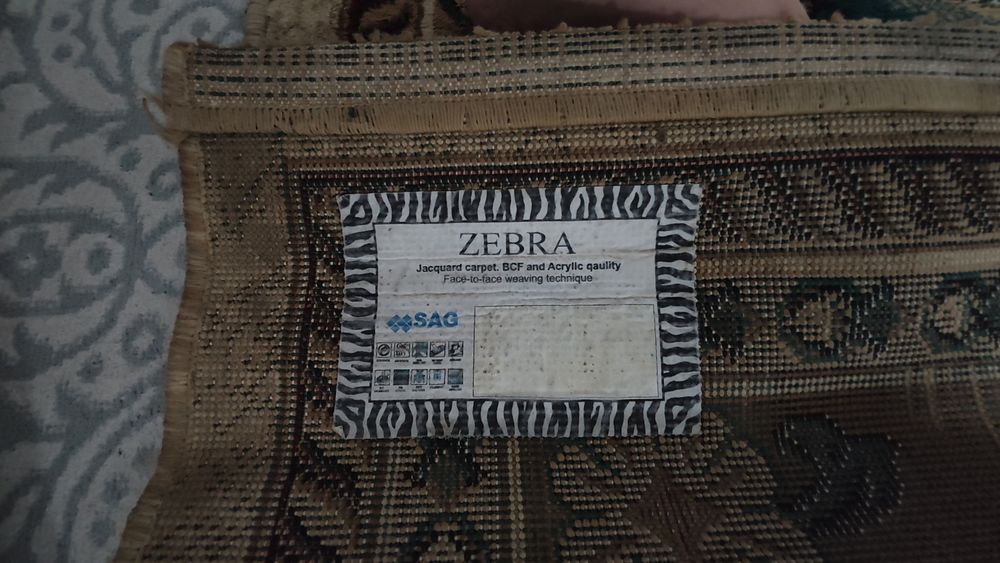 ZEBRA
Jacquard carpet. BCF and Acrylic qaulity
Face-to-face weaving technique
SAG